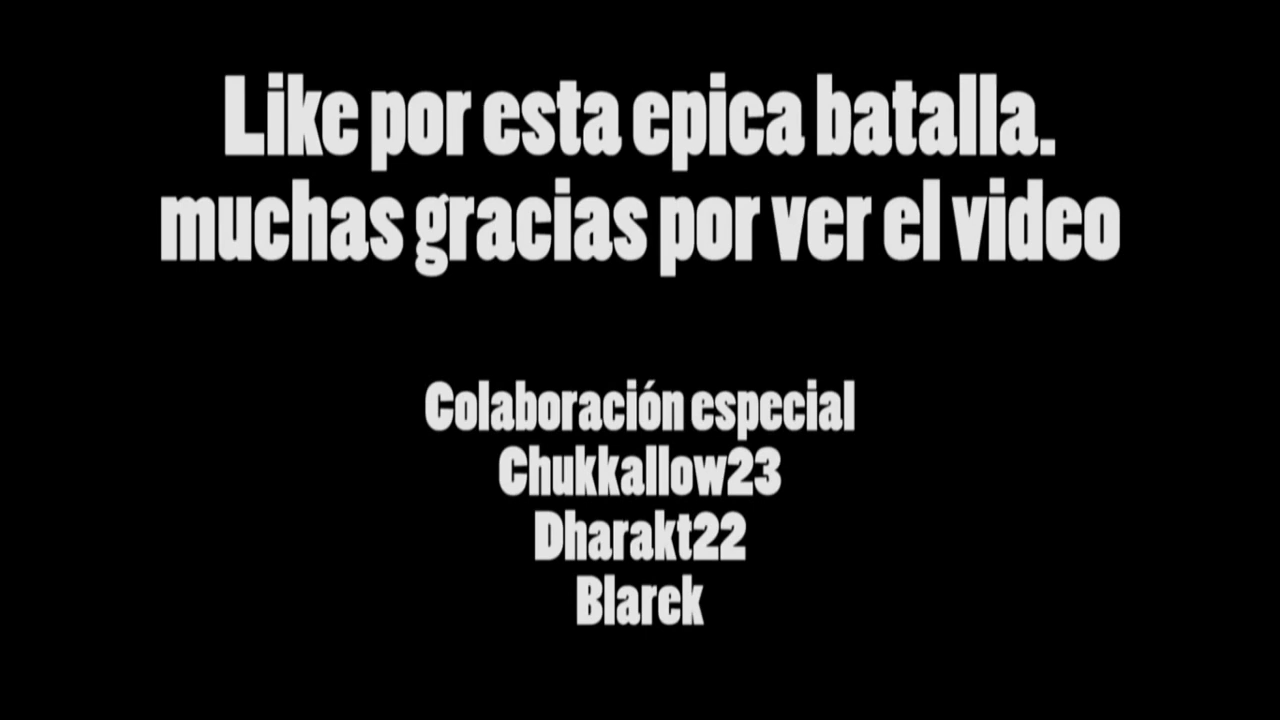 Like por esta epica batalla.
muchas gracias por ver el video
Colaboración especial
Chukkallow23
Dharakt22
Blarek